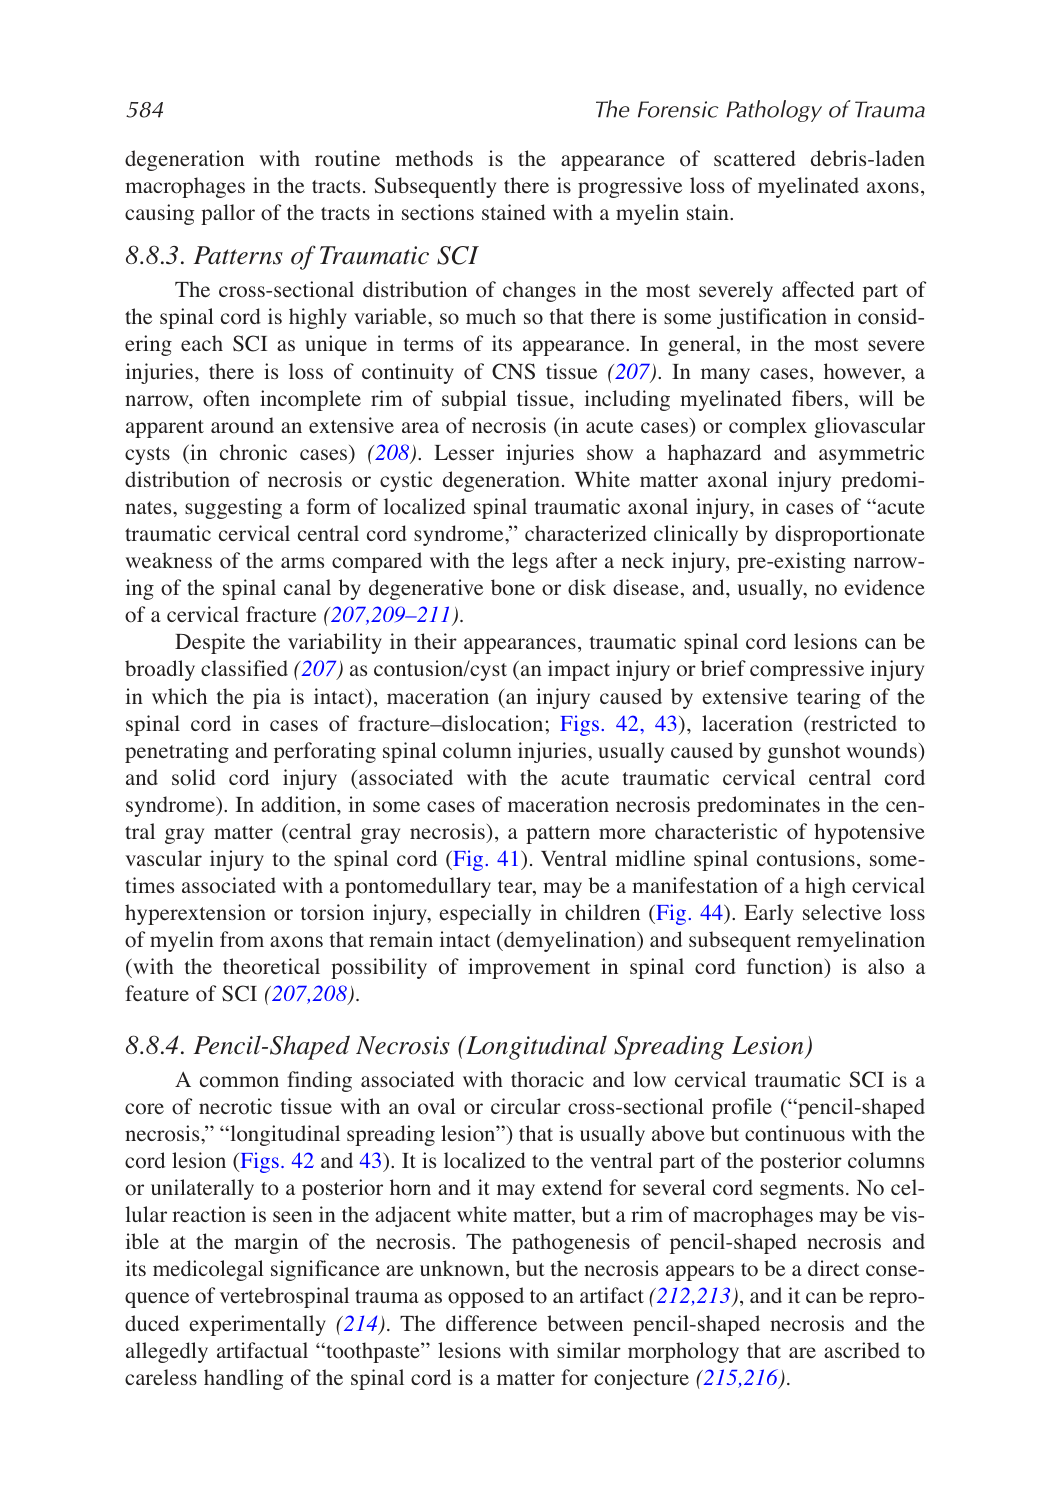 584
The Forensic Pathology of Trauma
degeneration with routine methods is the appearance of scattered debris-laden
macrophages in the tracts. Subsequently there is progressive loss of myelinated axons,
causing pallor of the tracts in sections stained with a myelin stain.
8.8.3. Patterns of Traumatic SCI
The cross-sectional distribution of changes in the most severely affected part of
the spinal cord is highly variable, so much so that there is some justification in consid-
ering each SCI as unique in terms of its appearance. In general, in the most severe
injuries, there is loss of continuity of CNS tissue (207). In many cases, however, a
narrow, often incomplete rim of subpial tissue, including myelinated fibers, will be
apparent around an extensive area of necrosis (in acute cases) or complex gliovascular
cysts (in chronic cases) (208). Lesser injuries show a haphazard and asymmetric
distribution of necrosis or cystic degeneration. White matter axonal injury predomi-
nates, suggesting a form of localized spinal traumatic axonal injury, in cases of “acute
traumatic cervical central cord syndrome,” characterized clinically by disproportionate
weakness of the arms compared with the legs after a neck injury, pre-existing narrow-
ing of the spinal canal by degenerative bone or disk disease, and, usually, no evidence
of a cervical fracture (207,209–211).
Despite the variability in their appearances, traumatic spinal cord lesions can be
broadly classified (207) as contusion/cyst (an impact injury or brief compressive injury
in which the pia is intact), maceration (an injury caused by extensive tearing of the
spinal cord in cases of fracture–dislocation; Figs. 42, 43), laceration (restricted to
penetrating and perforating spinal column injuries, usually caused by gunshot wounds)
and solid cord injury (associated with the acute traumatic cervical central cord
syndrome). In addition, in some cases of maceration necrosis predominates in the cen-
tral gray matter (central gray necrosis), a pattern more characteristic of hypotensive
vascular injury to the spinal cord (Fig. 41). Ventral midline spinal contusions, some-
times associated with a pontomedullary tear, may be a manifestation of a high cervical
hyperextension or torsion injury, especially in children (Fig. 44). Early selective loss
of myelin from axons that remain intact (demyelination) and subsequent remyelination
(with the theoretical possibility of improvement in spinal cord function) is also a
feature of SCI (207,208).
8.8.4. Pencil-Shaped Necrosis (Longitudinal Spreading Lesion)
A common finding associated with thoracic and low cervical traumatic SCI is a
core of necrotic tissue with an oval or circular cross-sectional profile (“pencil-shaped
necrosis,” “longitudinal spreading lesion”) that is usually above but continuous with the
cord lesion (Figs. 42 and 43). It is localized to the ventral part of the posterior columns
or unilaterally to a posterior horn and it may extend for several cord segments. No cel-
lular reaction is seen in the adjacent white matter, but a rim of macrophages may be vis-
ible at the margin of the necrosis. The pathogenesis of pencil-shaped necrosis and
its medicolegal significance are unknown, but the necrosis appears to be a direct conse-
quence of vertebrospinal trauma as opposed to an artifact (212,213), and it can be repro-
duced experimentally (214). The difference between pencil-shaped necrosis and the
allegedly artifactual “toothpaste” lesions with similar morphology that are ascribed to
careless handling of the spinal cord is a matter for conjecture (215,216).